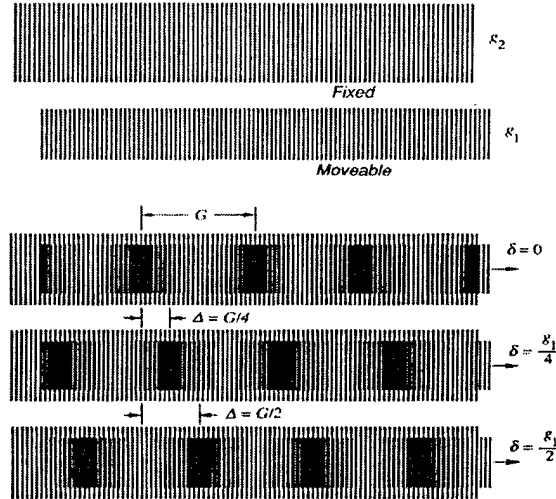 g₂
Fixed
g₁
Moveable
G
δ=0
Δ = G/4
δ = g₁/4
Δ = G/2
δ = g₁/2